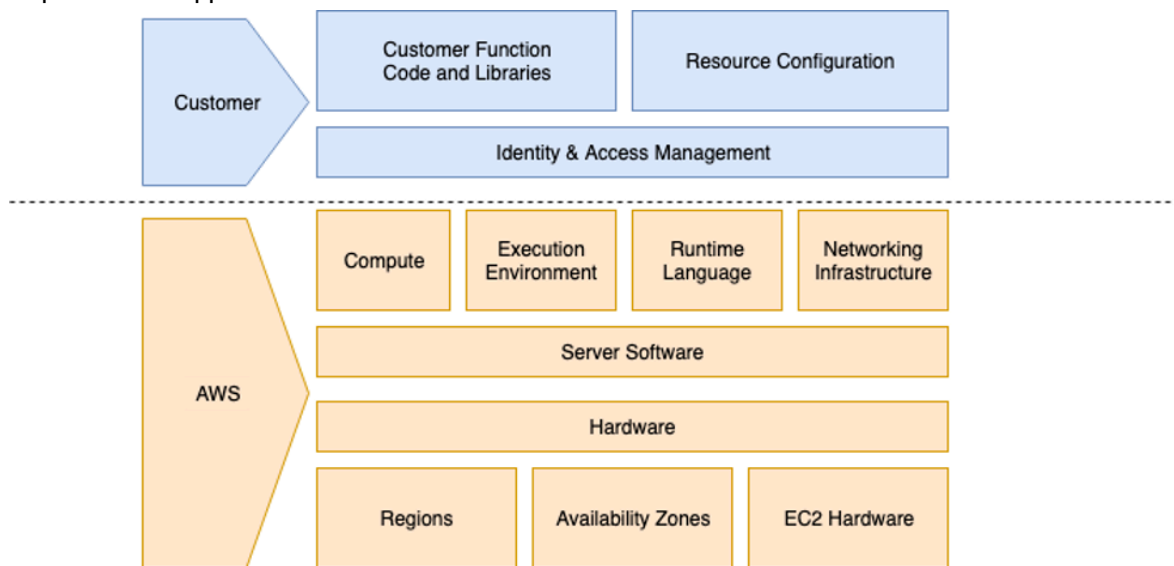 Customer
Customer Function
Code and Libraries
Resource Configuration
Identity & Access Management
AWS
Compute
Execution
Environment
Runtime
Language
Networking
Infrastructure
Server Software
Hardware
Regions
Availability Zones
EC2 Hardware